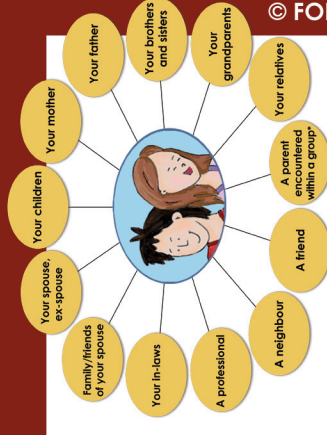 © FO
Your brothers
and sisters
Your
grandparents
Your relatives
A parent
encountered
within a group*
A friend
A neighbour
A professional
Your in-laws
Family/friends
of your spouse
Your spouse,
ex-spouse
Your children
Your mother
Your father